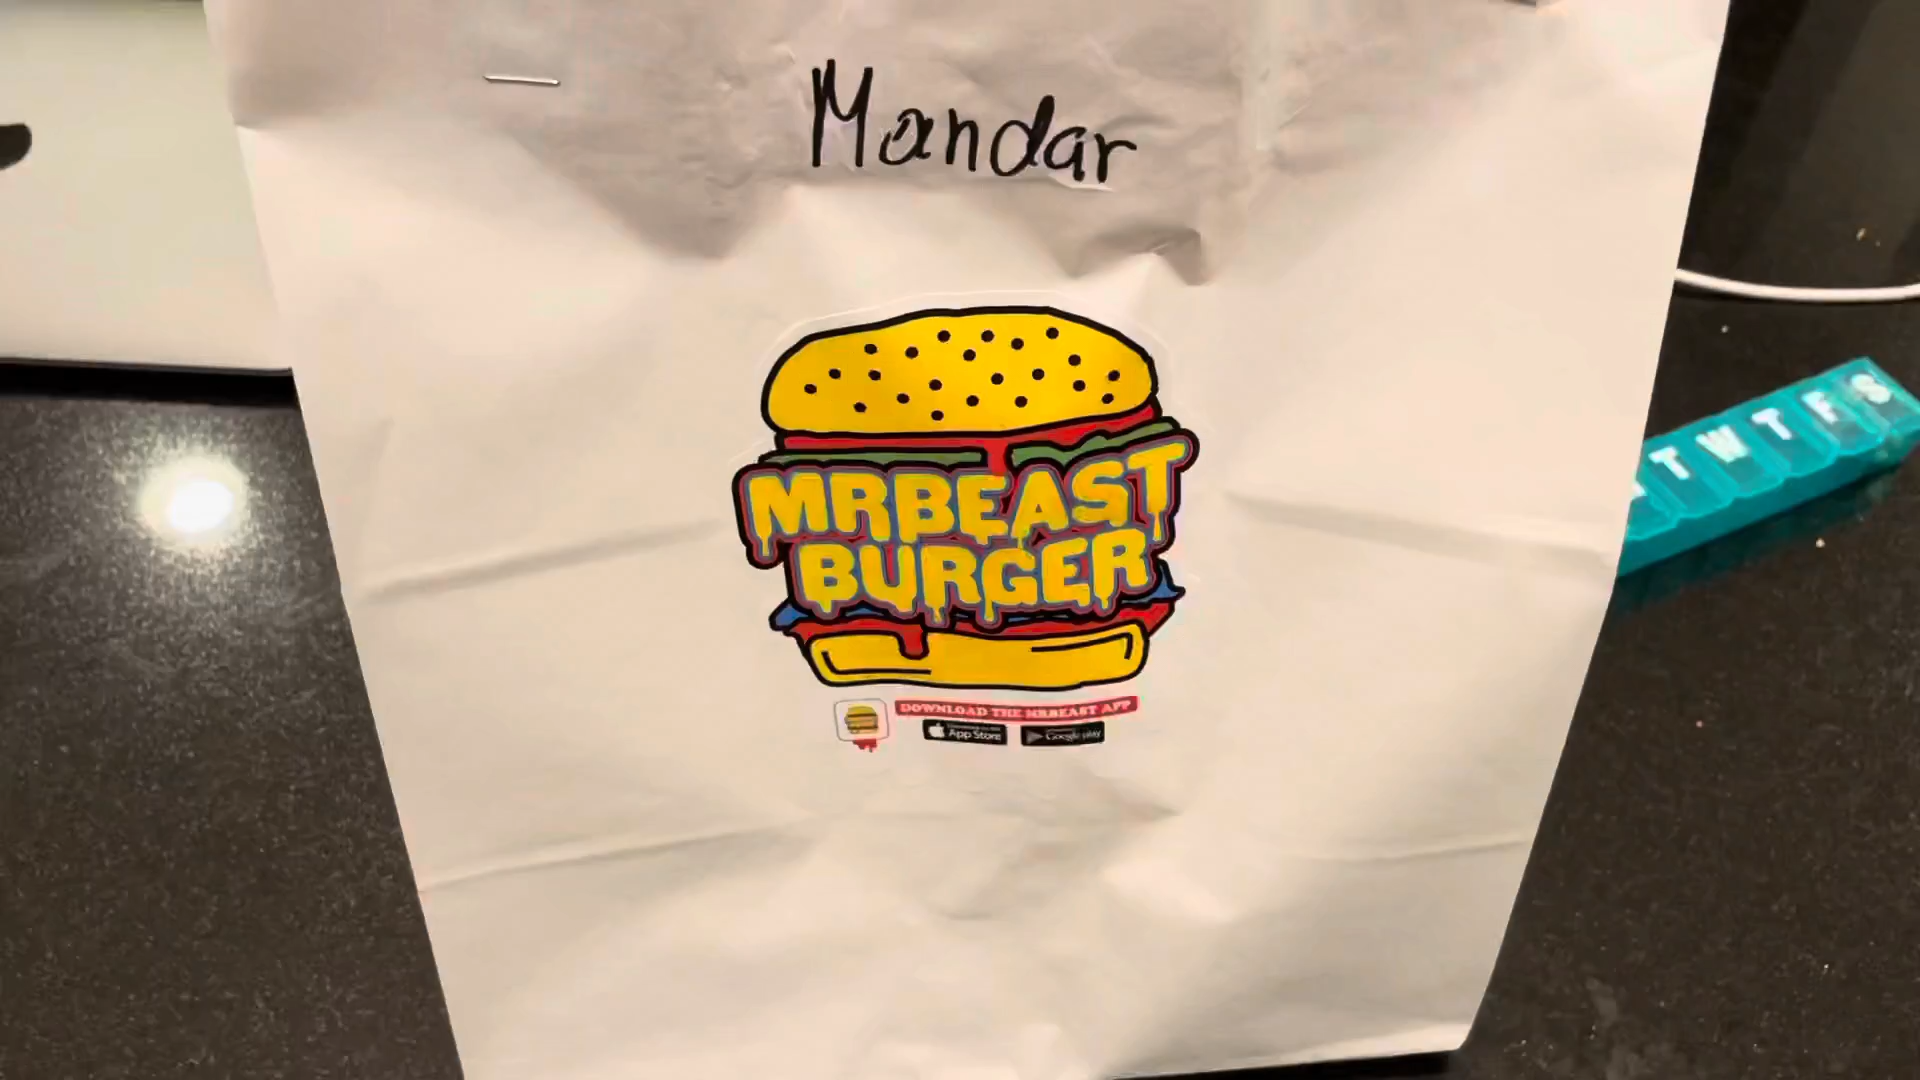 Mandar
MRBEAST
BURGER
DOWNLOAD THE MRBEAST APP
App Store
Google play
T W T F S